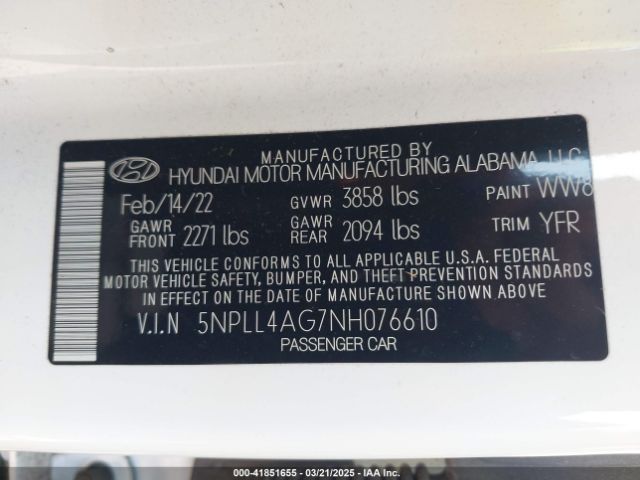 MANUFACTURED BY
HYUNDAI MOTOR MANUFACTURING ALABAMA, LLC
Feb/14/22 GVWR 3858 lbs PAINT WW8
GAWR FRONT 2271 lbs GAWR REAR 2094 lbs TRIM YFR
THIS VEHICLE CONFORMS TO ALL APPLICABLE U.S.A. FEDERAL
MOTOR VEHICLE SAFETY, BUMPER, AND THEFT PREVENTION STANDARDS
IN EFFECT ON THE DATE OF MANUFACTURE SHOWN ABOVE
V.I.N 5NPLL4AG7NH076610
PASSENGER CAR
000-41851655 - 03/21/2025 - IAAI.COM